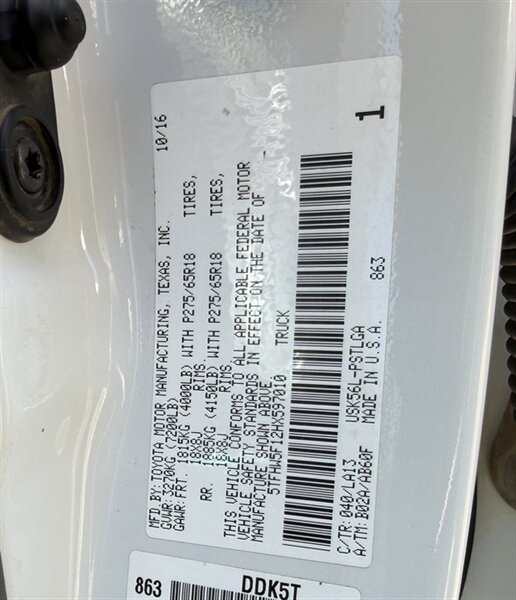 MFD BY: TOYOTA MOTOR MANUFACTURING, TEXAS, INC. 10/16
GVWR: 3270KG (7200LB)
GAWR: FRT. 1815KG (4000LB) WITH P275/65R18 TIRES,
18X8J RIMS
RR. 1885KG (4150LB) WITH P275/65R18 TIRES,
18X8J RIMS
THIS VEHICLE CONFORMS TO ALL APPLICABLE FEDERAL MOTOR
VEHICLE SAFETY STANDARDS IN EFFECT ON THE DATE OF
MANUFACTURE SHOWN ABOVE.
5TFHW5F12HX597010 TRUCK
C/TR: 040/LA13 USK56L-PSTLGA
A/TM: B02A/AB60F MADE IN U.S.A. 863
1
863 DDK5T